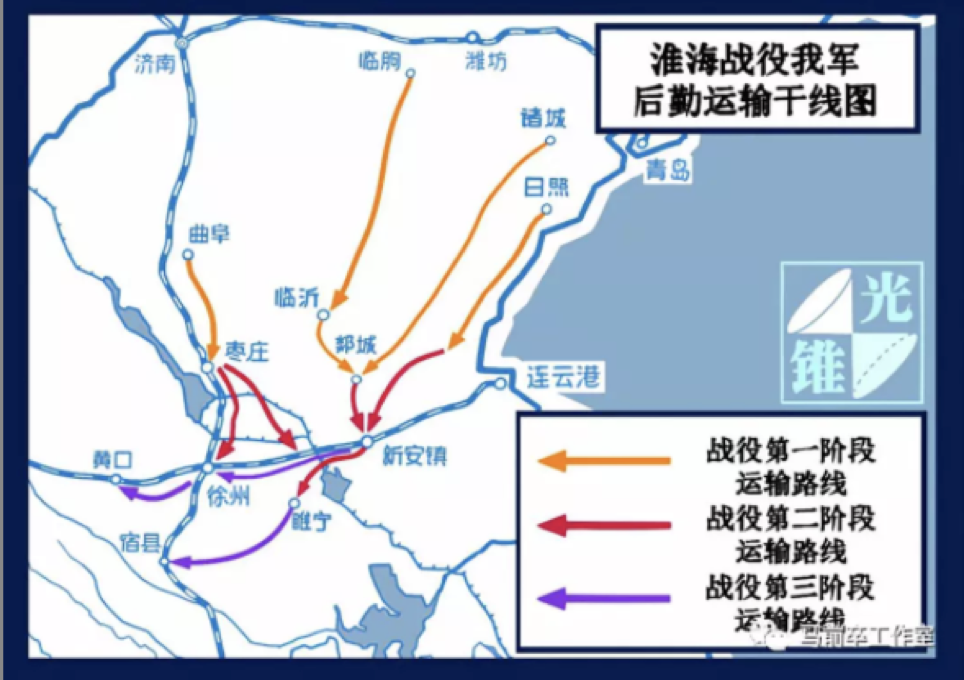 淮海战役我军
后勤运输干线图
济南
临朐
潍坊
诸城
青岛
日照
曲阜
临沂
光
锥
枣庄
郯城
连云港
新安镇
黄口
徐州
睢宁
宿县
战役第一阶段
运输路线
战役第二阶段
运输路线
战役第三阶段
运输路线
马前卒工作室